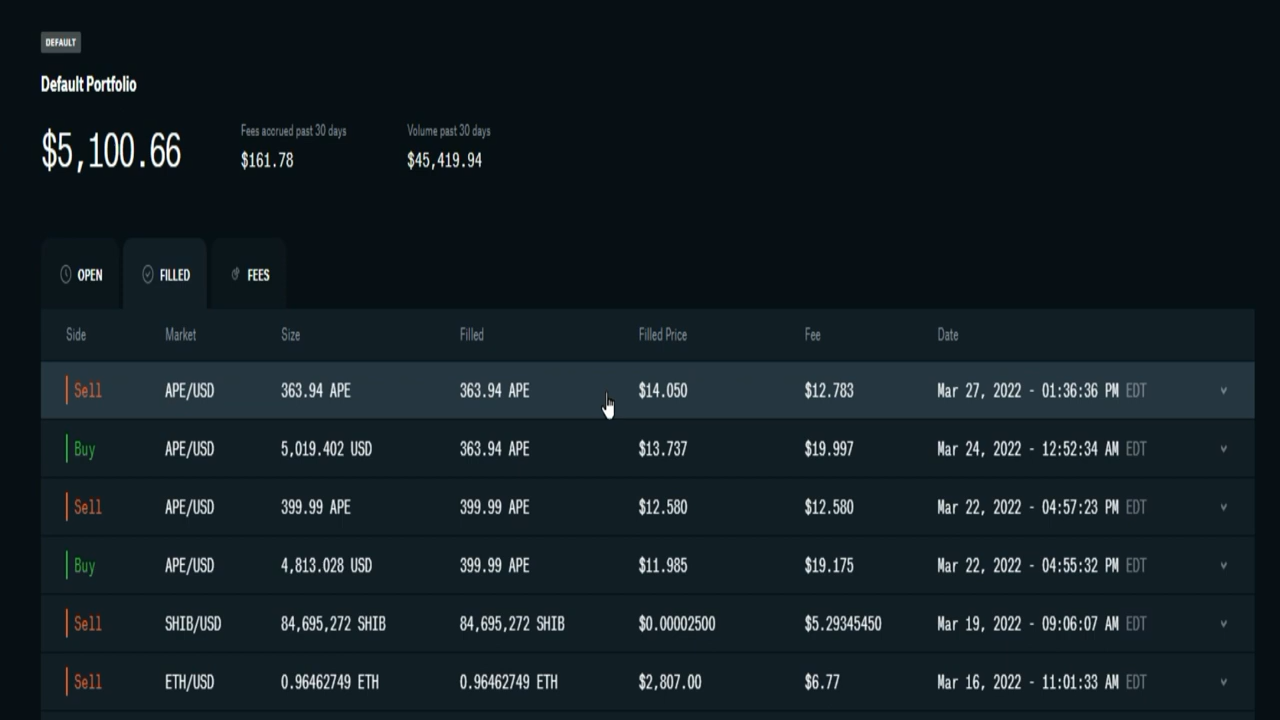 DEFAULT
Default Portfolio
$5,100.66
Fees accrued past 30 days
$161.78
Volume past 30 days
$45,419.94
OPEN FILLED FEES
Side Market Size Filled Filled Price Fee Date
Sell APE/USD 363.94 APE 363.94 APE $14.050 $12.783 Mar 27, 2022 - 01:36:36 PM EDT
Buy APE/USD 5,019.402 USD 363.94 APE $13.737 $19.997 Mar 24, 2022 - 12:52:34 AM EDT
Sell APE/USD 399.99 APE 399.99 APE $12.580 $12.580 Mar 22, 2022 - 04:57:23 PM EDT
Buy APE/USD 4,813.028 USD 399.99 APE $11.985 $19.175 Mar 22, 2022 - 04:55:32 PM EDT
Sell SHIB/USD 84,695,272 SHIB 84,695,272 SHIB $0.00002500 $5.29345450 Mar 19, 2022 - 09:06:07 AM EDT
Sell ETH/USD 0.96462749 ETH 0.96462749 ETH $2,807.00 $6.77 Mar 16, 2022 - 11:01:33 AM EDT